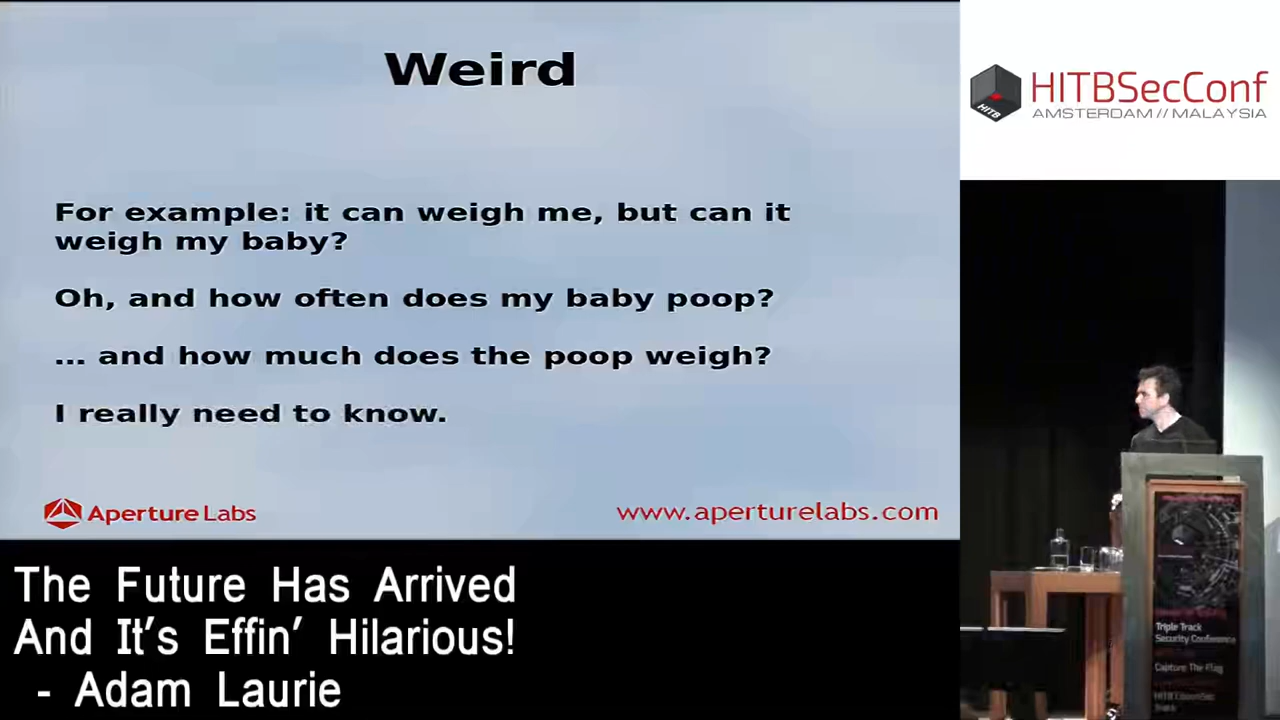 Weird
For example: it can weigh me, but can it
weigh my baby?
Oh, and how often does my baby poop?
... and how much does the poop weigh?
I really need to know.
Aperture Labs
www.aperturelabs.com
HITB
HITBSecConf
AMSTERDAM // MALAYSIA
The Future Has Arrived
And It's Effin' Hilarious!
- Adam Laurie
Triple Track
Security Conference
Capture The Flag